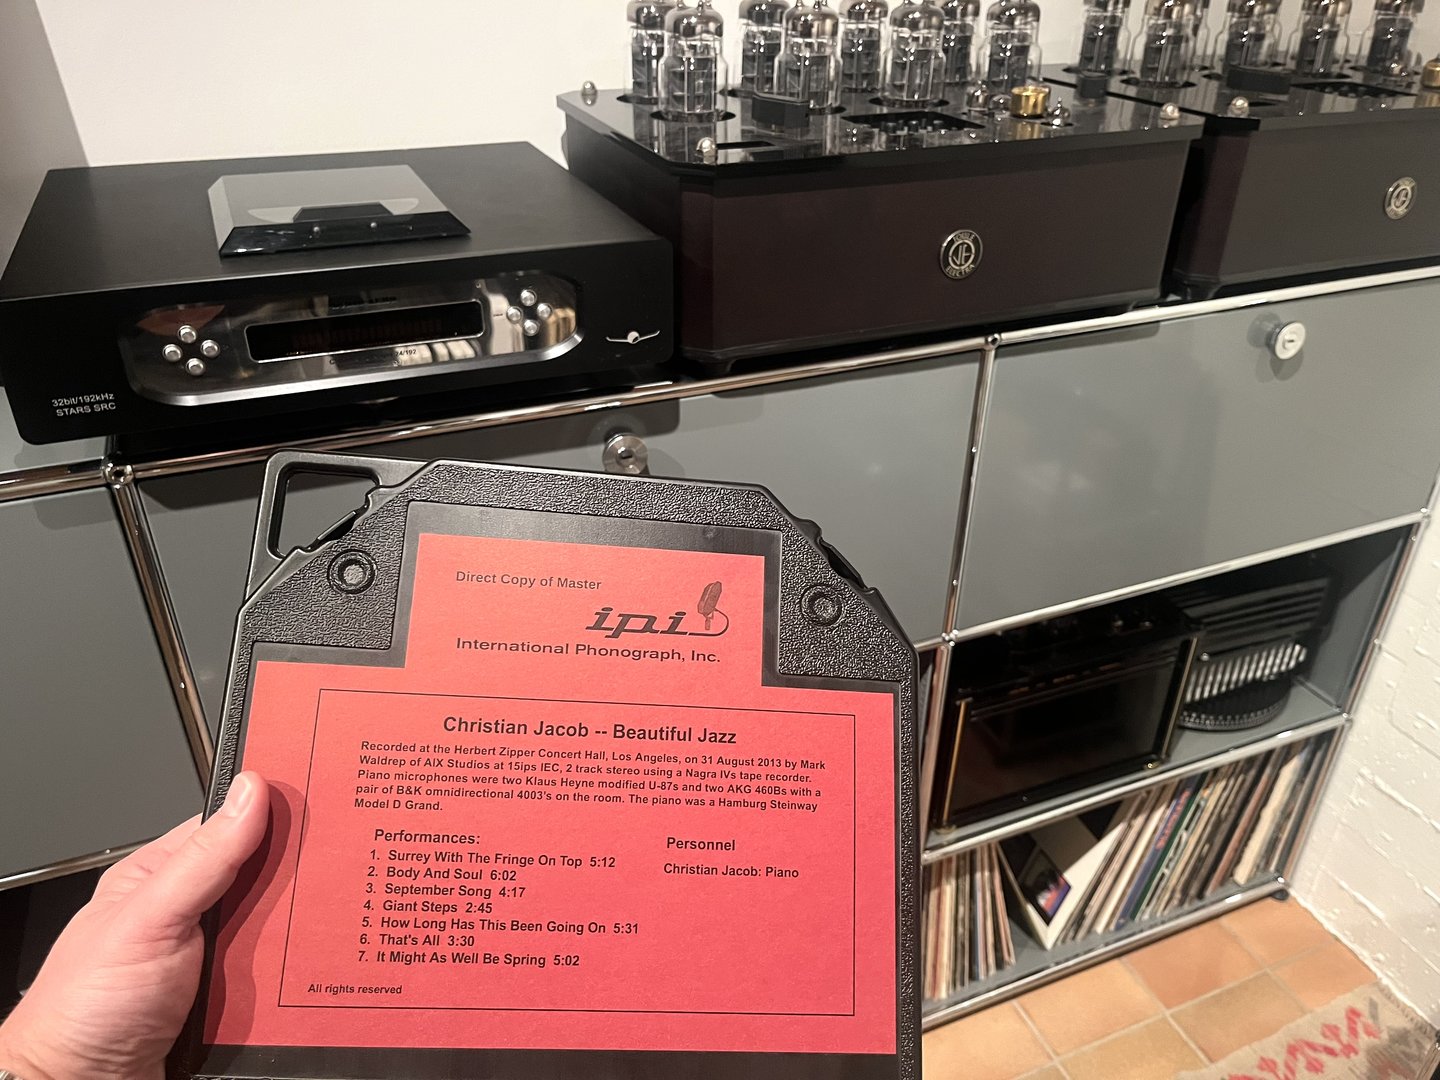 32bit/192kHz
STARS SRC
Direct Copy of Master
ipi
International Phonograph, Inc.
Christian Jacob -- Beautiful Jazz
Recorded at the Herbert Zipper Concert Hall, Los Angeles, on 31 August 2013 by Mark
Waldrep of AIX Studios at 15ips IEC, 2 track stereo using a Nagra IVs tape recorder.
Piano microphones were two Klaus Heyne modified U-87s and two AKG 460Bs with a
pair of B&K omnidirectional 4003's on the room. The piano was a Hamburg Steinway
Model D Grand.
Performances:
1. Surrey With The Fringe On Top 5:12
2. Body And Soul 6:02
3. September Song 4:17
4. Giant Steps 2:45
5. How Long Has This Been Going On 5:31
6. That's All 3:30
7. It Might As Well Be Spring 5:02
Personnel
Christian Jacob: Piano
All rights reserved